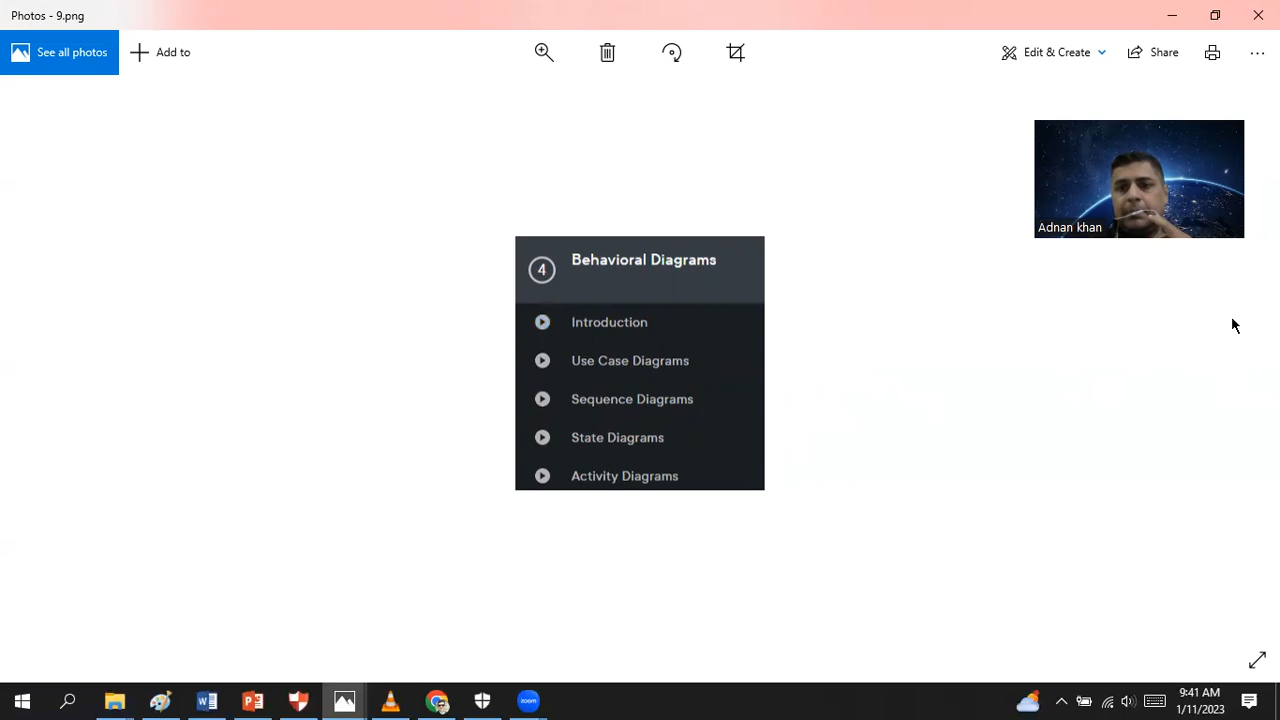 Photos - 9.png
See all photos
Add to
Edit & Create
Share
Adnan khan
4
Behavioral Diagrams
Introduction
Use Case Diagrams
Sequence Diagrams
State Diagrams
Activity Diagrams
W
P
zoom
9:41 AM
1/11/2023